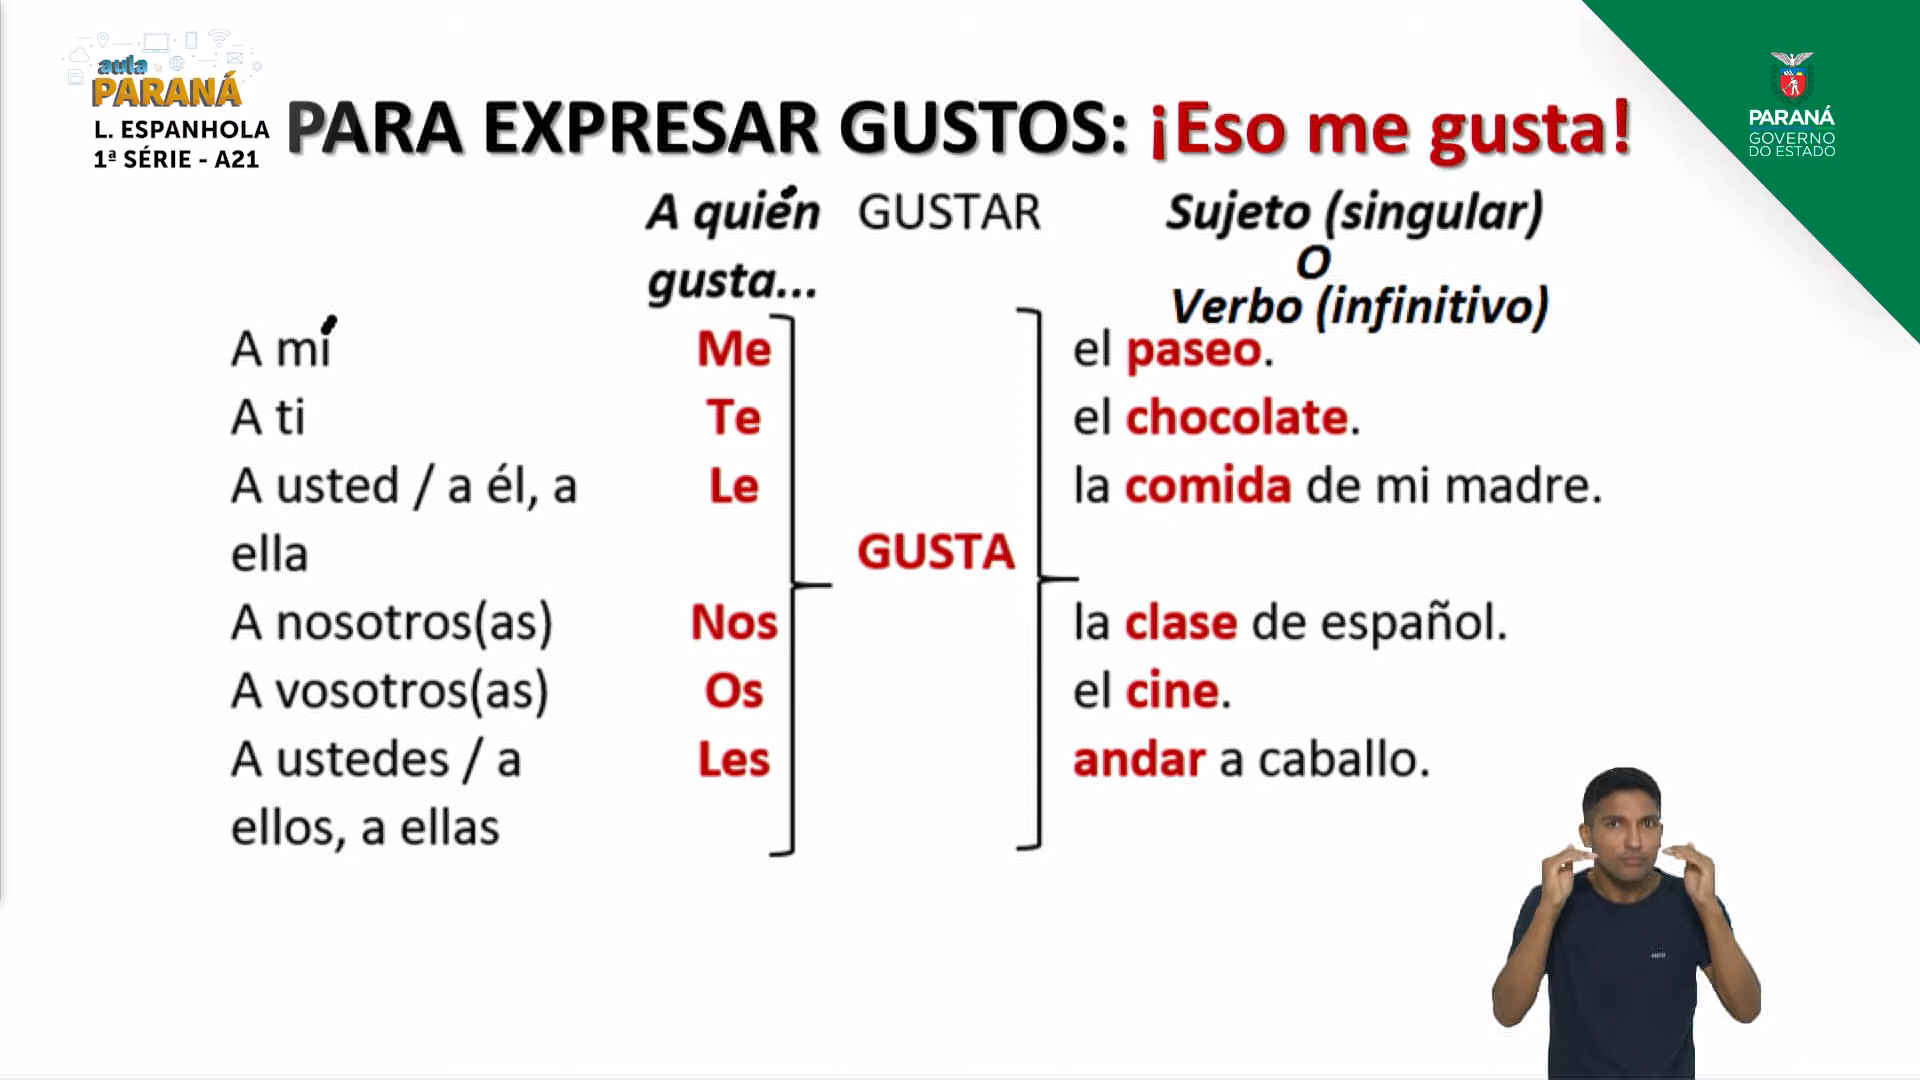 aula
PARANÁ
L. ESPANHOLA
1ª SÉRIE - A21
PARA EXPRESAR GUSTOS: ¡Eso me gusta!
PARANÁ
GOVERNO
DO ESTADO
A quién GUSTAR Sujeto (singular)
O
gusta... Verbo (infinitivo)
A mí Me el paseo.
A ti Te el chocolate.
A usted / a él, a Le la comida de mi madre.
ella GUSTA
A nosotros(as) Nos la clase de español.
A vosotros(as) Os el cine.
A ustedes / a Les andar a caballo.
ellos, a ellas